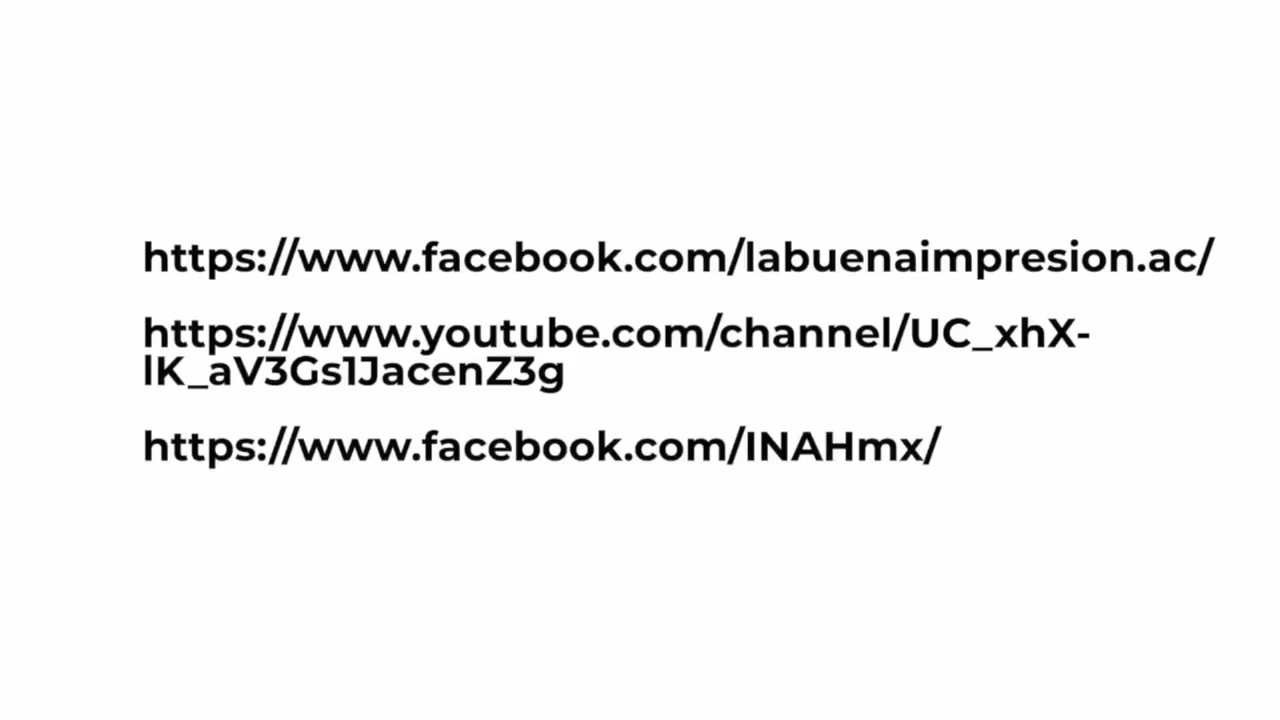 https://www.facebook.com/labuenaimpresion.ac/
https://www.youtube.com/channel/UC_xhX-
lK_aV3Gs1JacenZ3g
https://www.facebook.com/INAHmx/